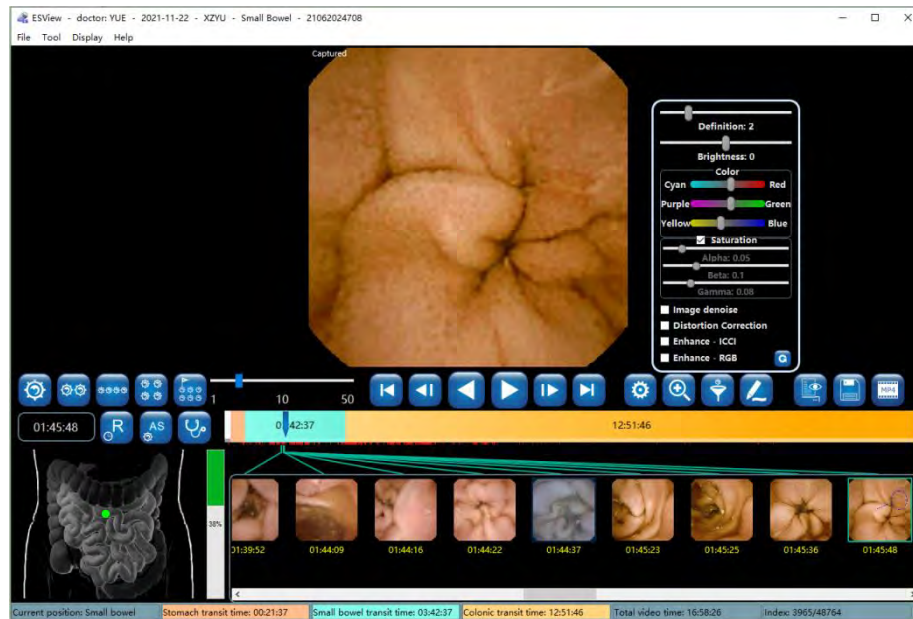 ESView - doctor: YUE - 2021-11-22 - XZYU - Small Bowel - 21062024708
File Tool Display Help
Captured
Definition: 2
Brightness: 0
Color
Cyan Red
Purple Green
Yellow Blue
Saturation
Alpha: 0.05
Beta: 0.1
Gamma: 0.08
Image denoise
Distortion Correction
Enhance - ICCI
Enhance - RGB
1 10 50
MP4
01:45:48 R AS 12:51:46
38%
01:39:52 01:44:09 01:44:16 01:44:22 01:44:37 01:45:23 01:45:25 01:45:36 01:45:48
Current position: Small bowel Stomach transit time: 00:21:37 Small bowel transit time: 03:42:37 Colonic transit time: 12:51:46 Total video time: 16:58:26 Index: 3965/48764